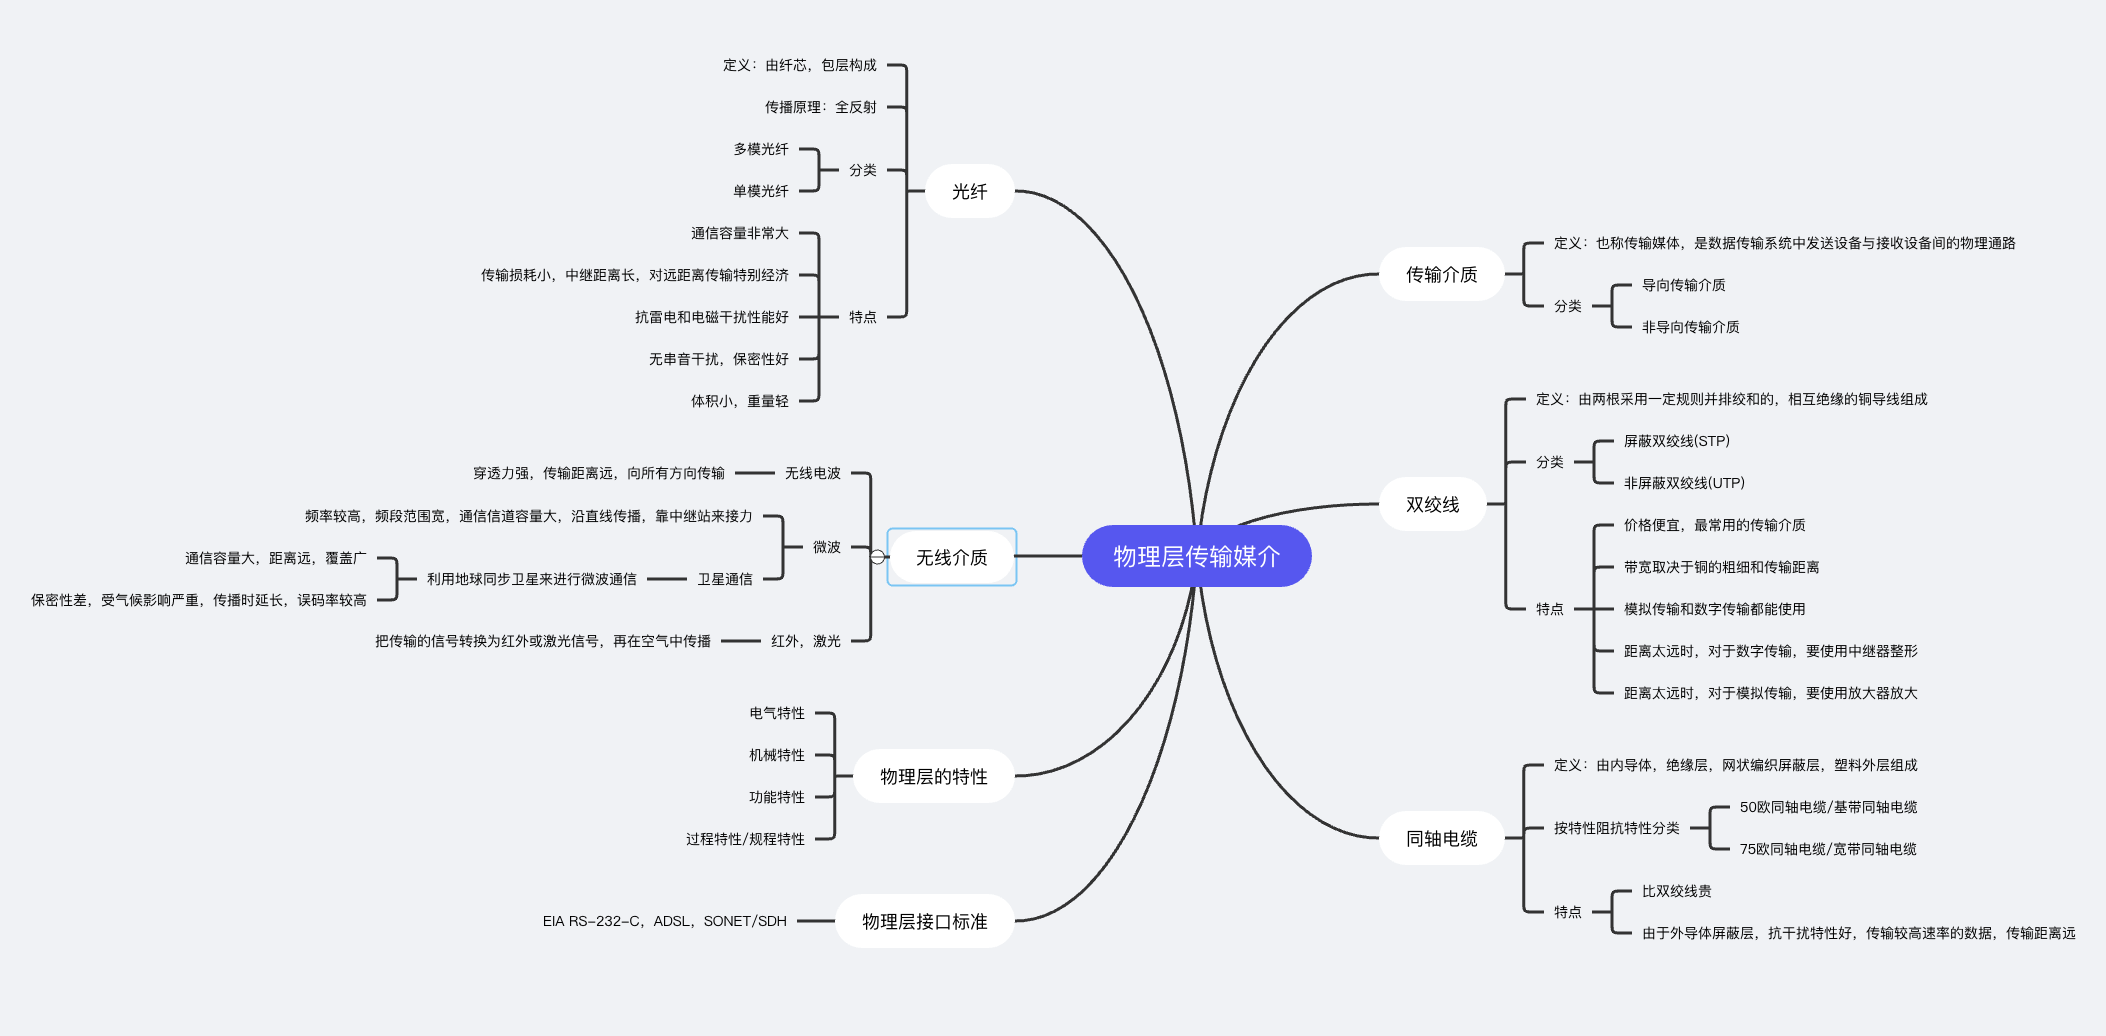 物理层传输媒介
传输介质
定义：也称传输媒体，是数据传输系统中发送设备与接收设备间的物理通路
分类
导向传输介质
非导向传输介质
双绞线
定义：由两根采用一定规则并排绞和的，相互绝缘的铜导线组成
分类
屏蔽双绞线(STP)
非屏蔽双绞线(UTP)
特点
价格便宜，最常用的传输介质
带宽取决于铜的粗细和传输距离
模拟传输和数字传输都能使用
距离太远时，对于数字传输，要使用中继器整形
距离太远时，对于模拟传输，要使用放大器放大
同轴电缆
定义：由内导体，绝缘层，网状编织屏蔽层，塑料外层组成
按特性阻抗特性分类
50欧同轴电缆/基带同轴电缆
75欧同轴电缆/宽带同轴电缆
特点
比双绞线贵
由于外导体屏蔽层，抗干扰特性好，传输较高速率的数据，传输距离远
光纤
定义：由纤芯，包层构成
传播原理：全反射
分类
多模光纤
单模光纤
特点
通信容量非常大
传输损耗小，中继距离长，对远距离传输特别经济
抗雷电和电磁干扰性能好
无串音干扰，保密性好
体积小，重量轻
无线介质
无线电波
穿透力强，传输距离远，向所有方向传输
微波
频率较高，频段范围宽，通信信道容量大，沿直线传播，靠中继站来接力
卫星通信
利用地球同步卫星来进行微波通信
通信容量大，距离远，覆盖广
保密性差，受气候影响严重，传播时延长，误码率较高
红外，激光
把传输的信号转换为红外或激光信号，再在空气中传播
物理层的特性
电气特性
机械特性
功能特性
过程特性/规程特性
物理层接口标准
EIA RS-232-C，ADSL，SONET/SDH